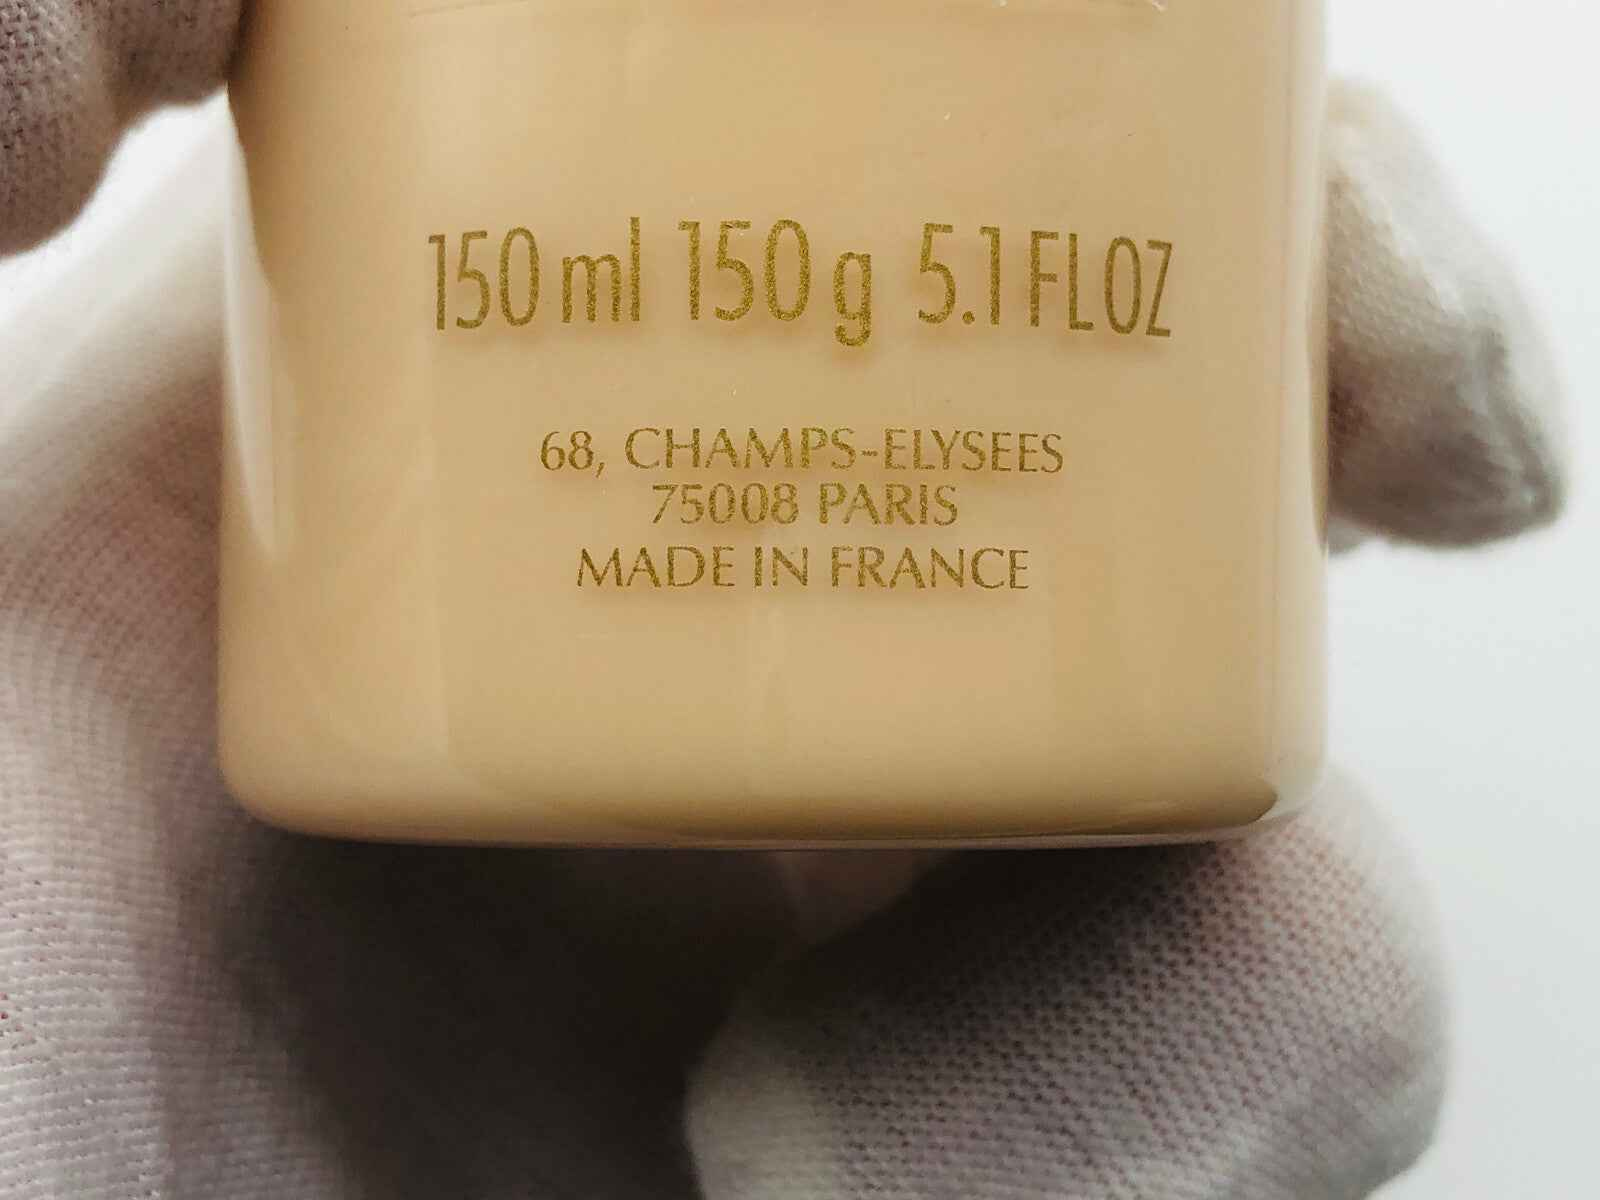 150 ml 150 g 5.1 FL OZ
68, CHAMPS-ELYSEES
75008 PARIS
MADE IN FRANCE